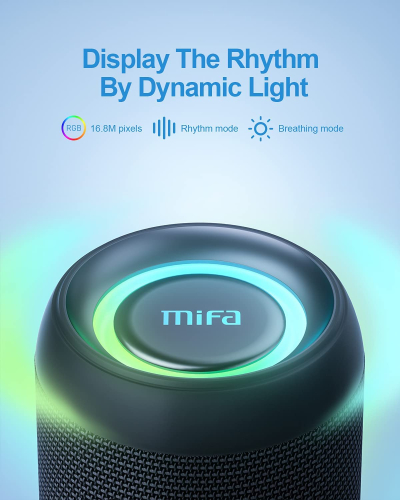 Display The Rhythm
By Dynamic Light
RGB 16.8M pixels Rhythm mode Breathing mode
mifa